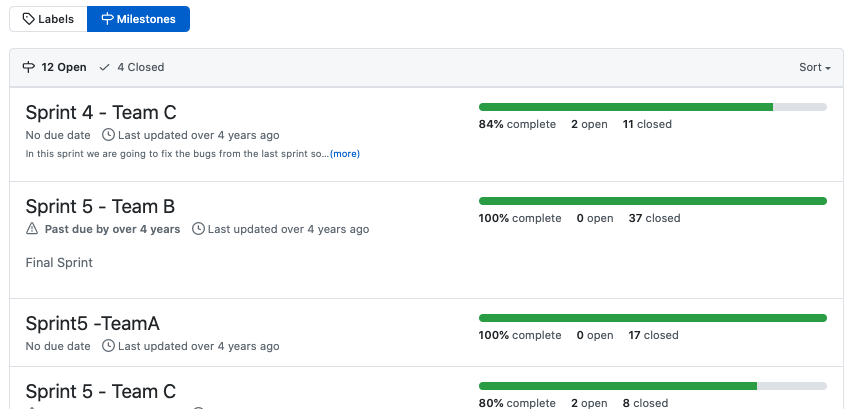 Labels Milestones
12 Open 4 Closed Sort
Sprint 4 - Team C
84% complete 2 open 11 closed
No due date Last updated over 4 years ago
In this sprint we are going to fix the bugs from the last sprint so...(more)
Sprint 5 - Team B
100% complete 0 open 37 closed
Past due by over 4 years Last updated over 4 years ago
Final Sprint
Sprint5 -TeamA
100% complete 0 open 17 closed
No due date Last updated over 4 years ago
Sprint 5 - Team C
80% complete 2 open 8 closed